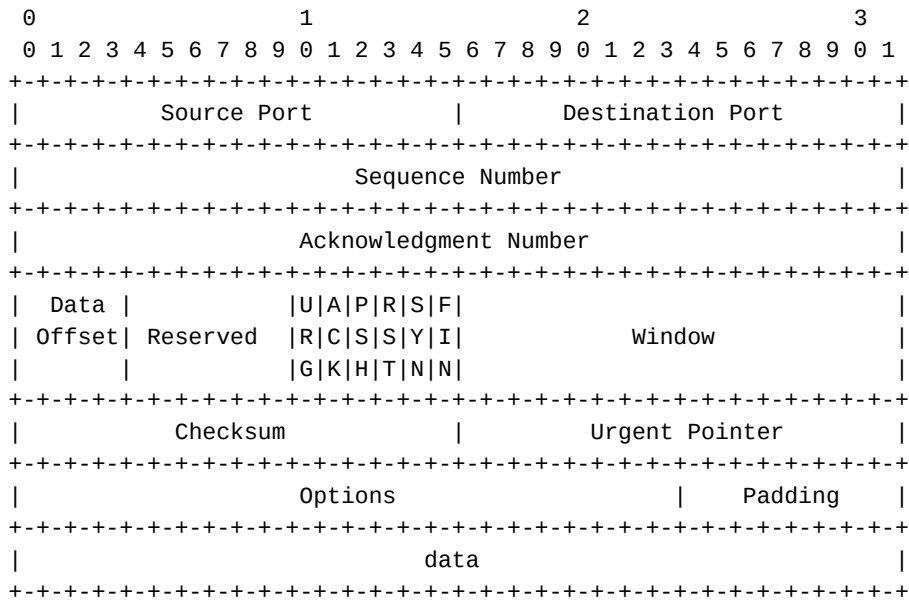 0                   1                   2                   3
 0 1 2 3 4 5 6 7 8 9 0 1 2 3 4 5 6 7 8 9 0 1 2 3 4 5 6 7 8 9 0 1
+-+-+-+-+-+-+-+-+-+-+-+-+-+-+-+-+-+-+-+-+-+-+-+-+-+-+-+-+-+-+-+-+
|          Source Port          |       Destination Port        |
+-+-+-+-+-+-+-+-+-+-+-+-+-+-+-+-+-+-+-+-+-+-+-+-+-+-+-+-+-+-+-+-+
|                        Sequence Number                        |
+-+-+-+-+-+-+-+-+-+-+-+-+-+-+-+-+-+-+-+-+-+-+-+-+-+-+-+-+-+-+-+-+
|                    Acknowledgment Number                      |
+-+-+-+-+-+-+-+-+-+-+-+-+-+-+-+-+-+-+-+-+-+-+-+-+-+-+-+-+-+-+-+-+
|  Data |           |U|A|P|R|S|F|                               |
| Offset| Reserved  |R|C|S|S|Y|I|            Window             |
|       |           |G|K|H|T|N|N|                               |
+-+-+-+-+-+-+-+-+-+-+-+-+-+-+-+-+-+-+-+-+-+-+-+-+-+-+-+-+-+-+-+-+
|           Checksum            |         Urgent Pointer        |
+-+-+-+-+-+-+-+-+-+-+-+-+-+-+-+-+-+-+-+-+-+-+-+-+-+-+-+-+-+-+-+-+
|                    Options                    |    Padding    |
+-+-+-+-+-+-+-+-+-+-+-+-+-+-+-+-+-+-+-+-+-+-+-+-+-+-+-+-+-+-+-+-+
|                             data                              |
+-+-+-+-+-+-+-+-+-+-+-+-+-+-+-+-+-+-+-+-+-+-+-+-+-+-+-+-+-+-+-+-+